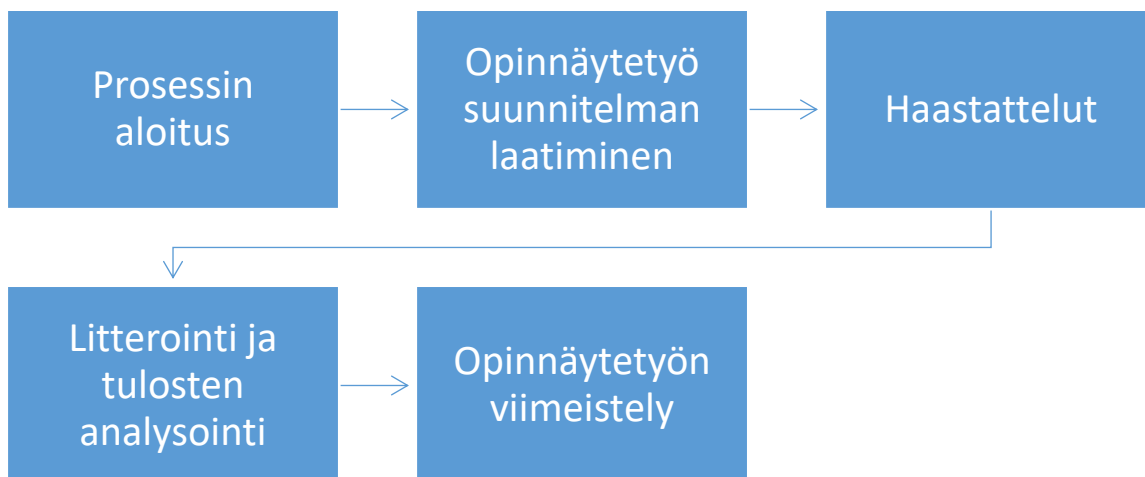 Prosessin
aloitus
Opinnäytetyö
suunnitelman
laatiminen
Haastattelut
Litterointi ja
tulosten
analysointi
Opinnäytetyön
viimeistely